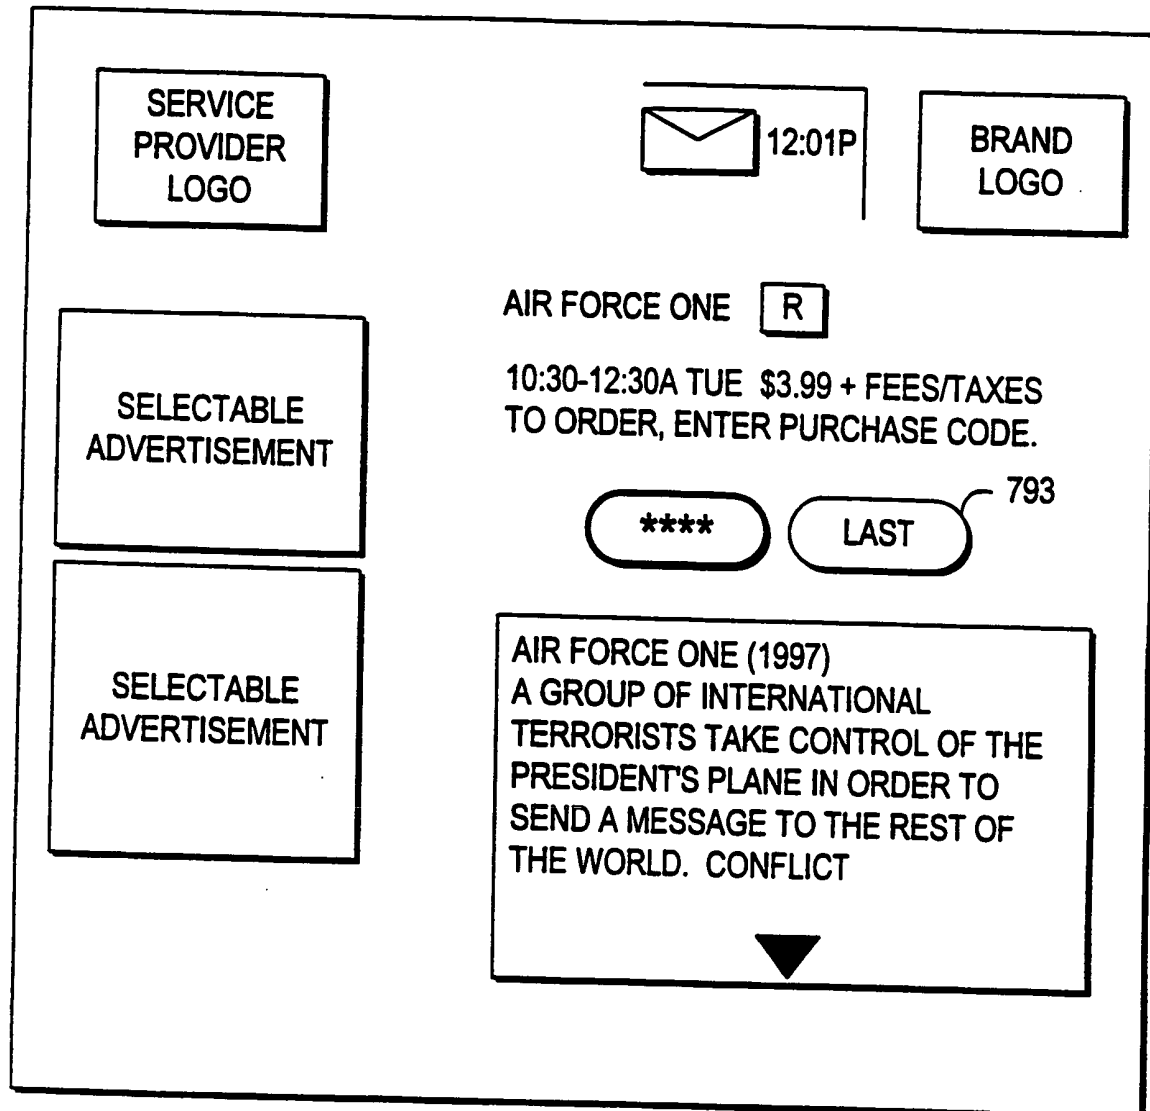 SERVICE
PROVIDER
LOGO
12:01P
BRAND
LOGO
AIR FORCE ONE R
10:30-12:30A TUE $3.99 + FEES/TAXES
TO ORDER, ENTER PURCHASE CODE.
793
**** LAST
SELECTABLE
ADVERTISEMENT
SELECTABLE
ADVERTISEMENT
AIR FORCE ONE (1997)
A GROUP OF INTERNATIONAL
TERRORISTS TAKE CONTROL OF THE
PRESIDENT'S PLANE IN ORDER TO
SEND A MESSAGE TO THE REST OF
THE WORLD. CONFLICT